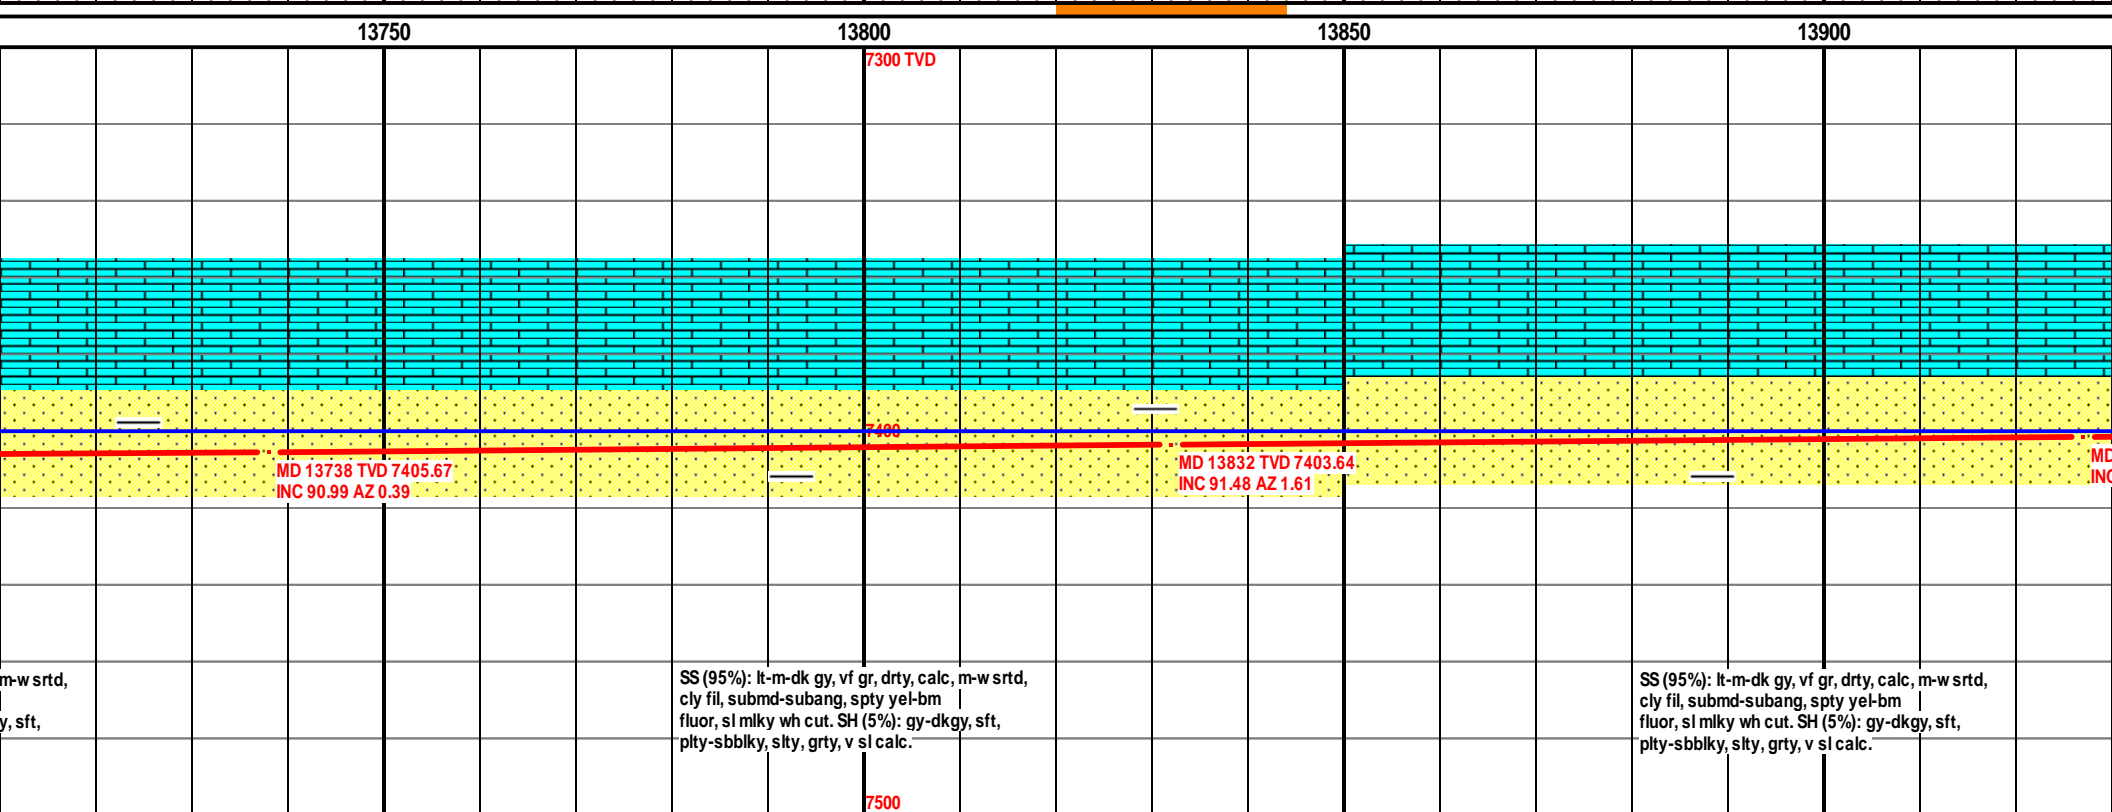 13750
13800
13850
13900
7300 TVD
7400
MD 13738 TVD 7405.67
INC 90.99 AZ 0.39
MD 13832 TVD 7403.64
INC 91.48 AZ 1.61
MD
INC
m-w srtd,
y, sft,
SS (95%): lt-m-dk gy, vf gr, drty, calc, m-w srtd,
cly fil, submd-subang, spty yel-bm
fluor, sl mlky wh cut. SH (5%): gy-dkgy, sft,
plty-sbblky, slty, grty, v sl calc.
SS (95%): lt-m-dk gy, vf gr, drty, calc, m-w srtd,
cly fil, submd-subang, spty yel-bm
fluor, sl mlky wh cut. SH (5%): gy-dkgy, sft,
plty-sbblky, slty, grty, v sl calc.
7500